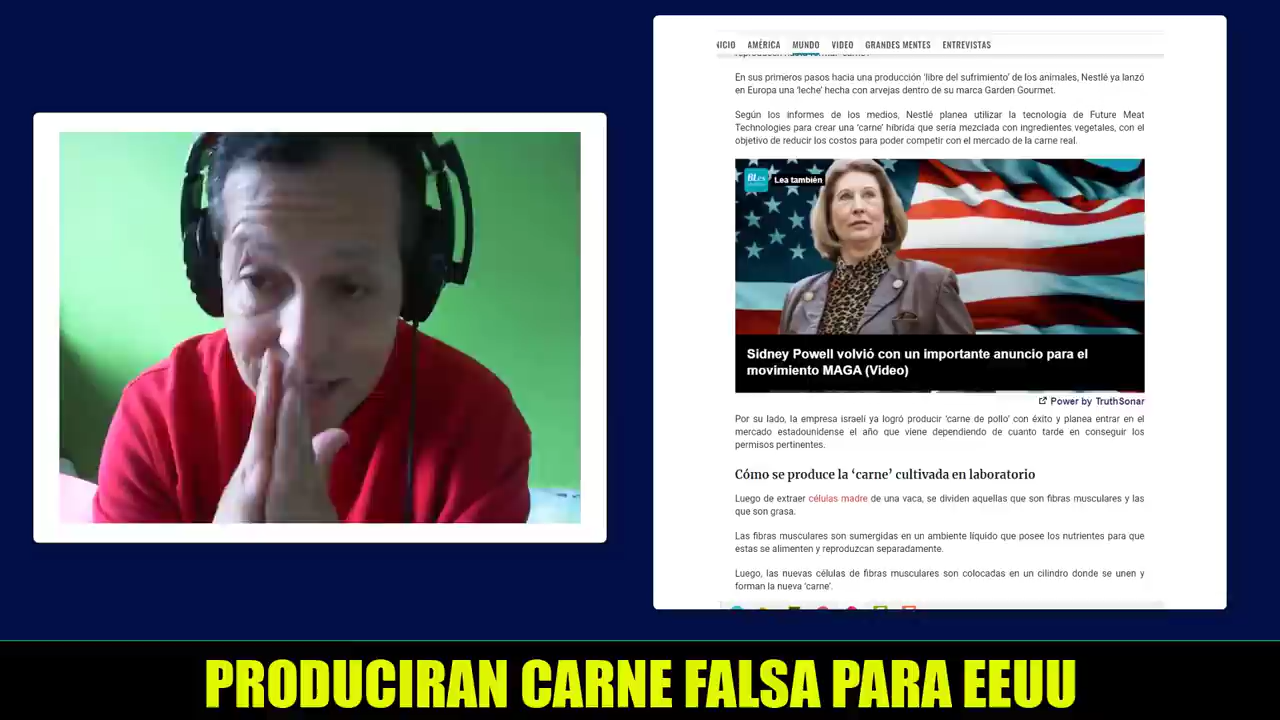 NICIO AMÉRICA MUNDO VIDEO GRANDES MENTES ENTREVISTAS
En sus primeros pasos hacia una producción 'libre del sufrimiento' de los animales, Nestlé ya lanzó
en Europa una 'leche' hecha con arvejas dentro de su marca Garden Gourmet.
Según los informes de los medios, Nestlé planea utilizar la tecnología de Future Meat
Technologies para crear una 'carne' híbrida que sería mezclada con ingredientes vegetales, con el
objetivo de reducir los costos para poder competir con el mercado de la carne real.
BLes
Lea también
Sidney Powell volvió con un importante anuncio para el
movimiento MAGA (Video)
Power by TruthSonar
Por su lado, la empresa israelí ya logró producir 'carne de pollo' con éxito y planea entrar en el
mercado estadounidense el año que viene dependiendo de cuanto tarde en conseguir los
permisos pertinentes.
Cómo se produce la 'carne' cultivada en laboratorio
Luego de extraer células madre de una vaca, se dividen aquellas que son fibras musculares y las
que son grasa.
Las fibras musculares son sumergidas en un ambiente líquido que posee los nutrientes para que
estas se alimenten y reproduzcan separadamente.
Luego, las nuevas células de fibras musculares son colocadas en un cilindro donde se unen y
forman la nueva 'carne'.
PRODUCIRAN CARNE FALSA PARA EEUU